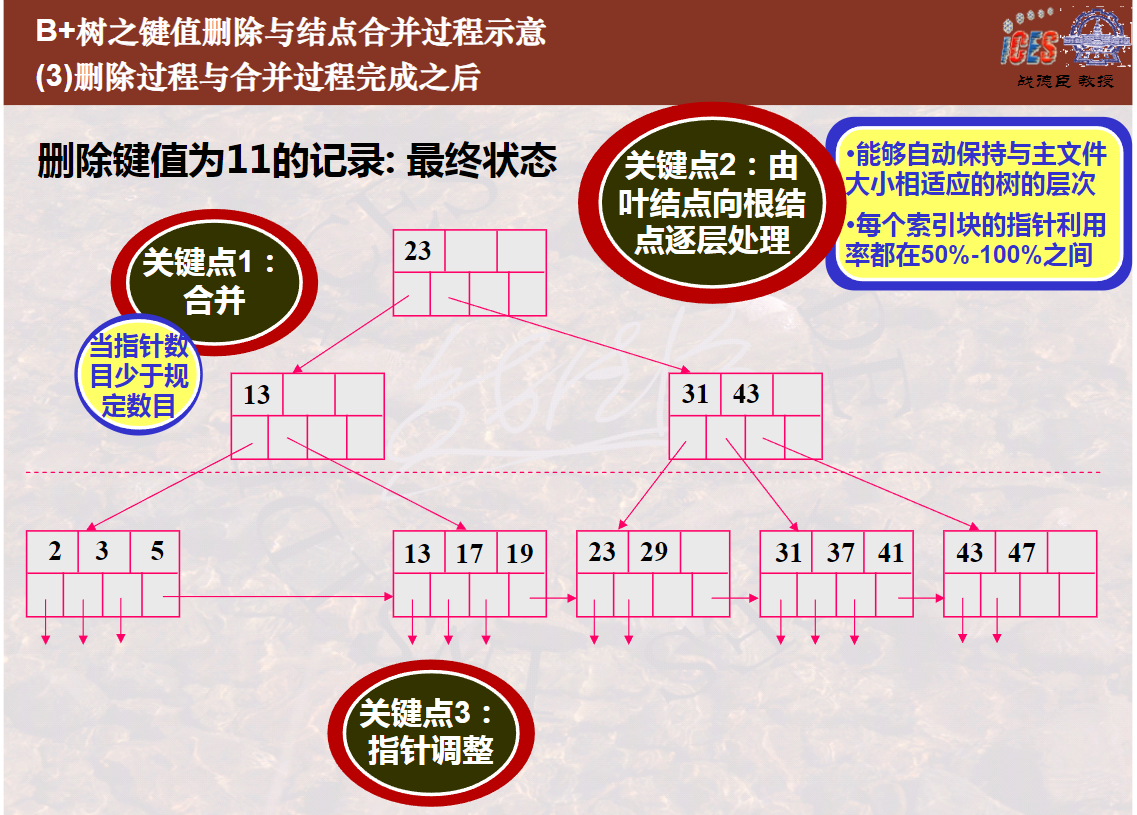 B+树之键值删除与结点合并过程示意
(3)删除过程与合并过程完成之后
iCES
战德臣 教授
删除键值为11的记录: 最终状态
关键点2：由
叶结点向根结
点逐层处理
•能够自动保持与主文件
大小相适应的树的层次
•每个索引块的指针利用
率都在50%-100%之间
关键点1：
合并
当指针数
目少于规
定数目
23
13
31 43
2 3 5
13 17 19
23 29
31 37 41
43 47
关键点3：
指针调整